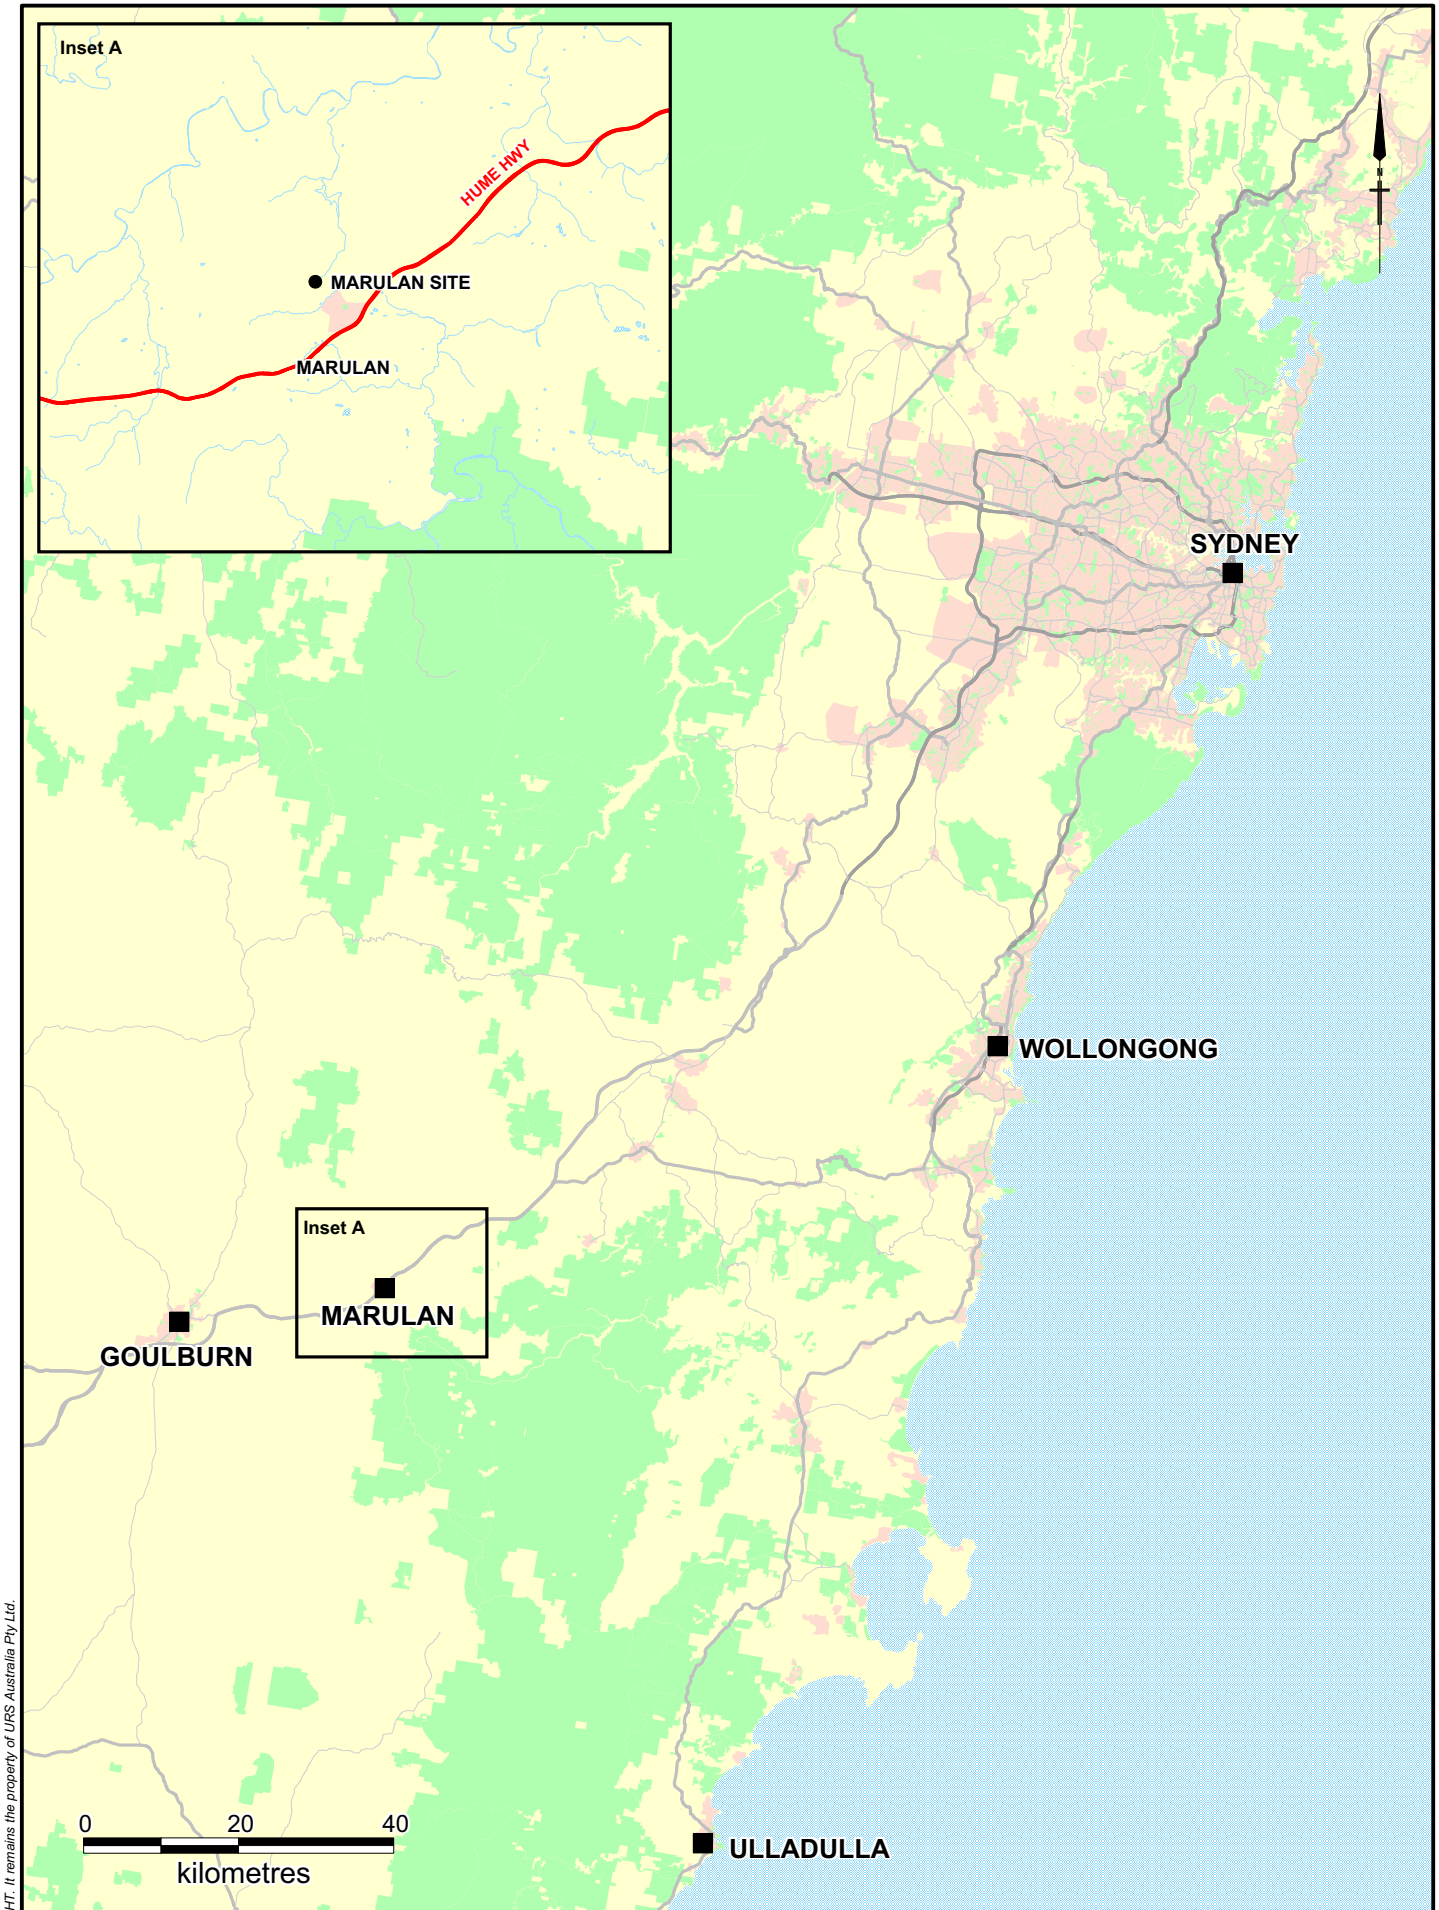 Inset A
HUME HWY
MARULAN SITE
MARULAN
N
SYDNEY
WOLLONGONG
Inset A
MARULAN
GOULBURN
ULLADULLA
0 20 40
kilometres
HT. It remains the property of URS Australia Pty Ltd.